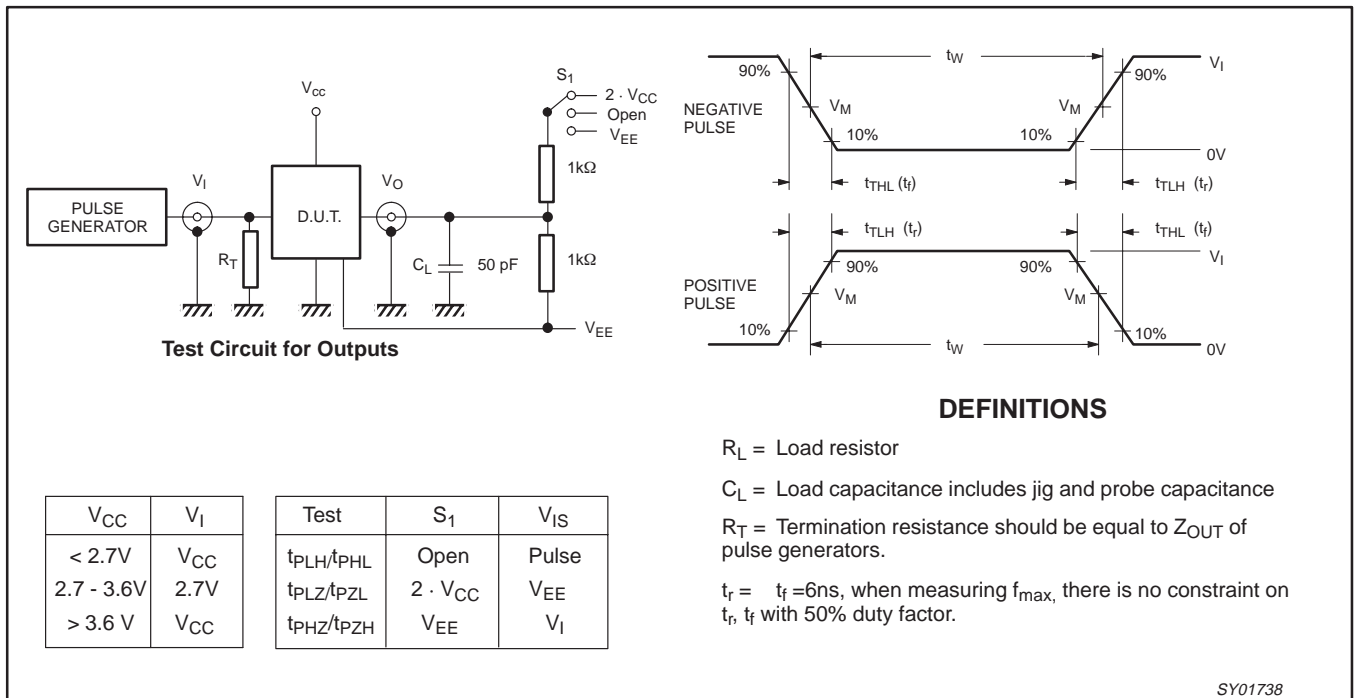 S1
2 · VCC
Open
VEE
Vcc
1kΩ
VI
VO
PULSE
GENERATOR
D.U.T.
RT
CL
50 pF
1kΩ
VEE
Test Circuit for Outputs
tW
90%
90%
VI
NEGATIVE
PULSE
VM
VM
10%
10%
0V
tTHL (tf)
tTLH (tr)
tTLH (tr)
tTHL (tf)
VI
90%
90%
POSITIVE
PULSE
VM
VM
10%
10%
tW
0V
DEFINITIONS
RL = Load resistor
CL = Load capacitance includes jig and probe capacitance
RT = Termination resistance should be equal to ZOUT of
pulse generators.
tr = tf =6ns, when measuring fmax, there is no constraint on
tr, tf with 50% duty factor.
VCC VI
< 2.7V VCC
2.7 - 3.6V 2.7V
> 3.6 V VCC
Test S1 VIS
tPLH/tPHL Open Pulse
tPLZ/tPZL 2 · VCC VEE
tPHZ/tPZH VEE VI
SY01738